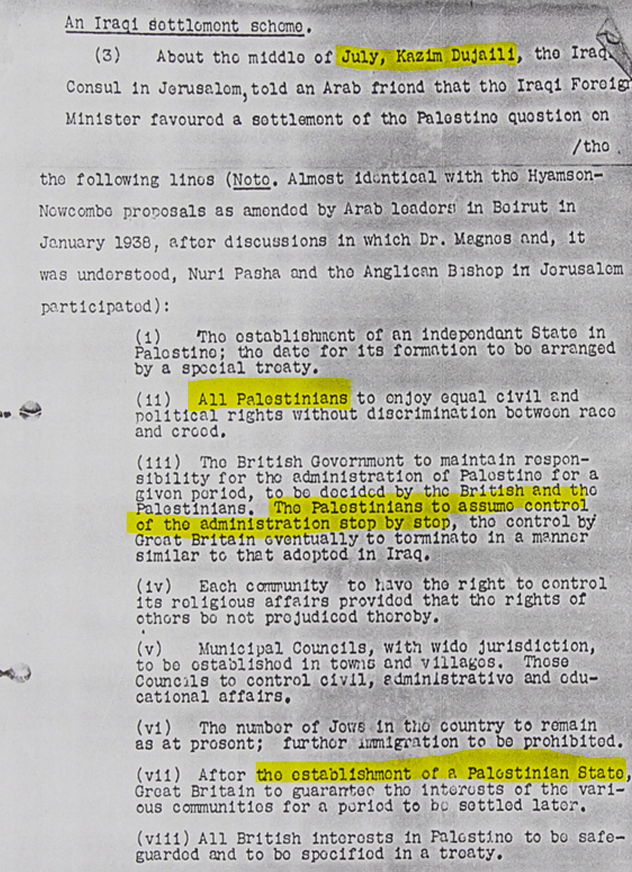 An Iraqi settlement scheme.
(3) About the middle of July, Kazim Dujaili, the Iraqi
Consul in Jerusalem, told an Arab friend that the Iraqi Foreign
Minister favoured a settlement of the Palestine question on
/the
the following lines (Note. Almost identical with the Hyamson-
Newcombe proposals as amended by Arab leaders in Beirut in
January 1938, after discussions in which Dr. Magnes and, it
was understood, Nuri Pasha and the Anglican Bishop in Jerusalem
participated):
(i) The establishment of an independant State in
Palestine; the date for its formation to be arranged
by a special treaty.
(ii) All Palestinians to enjoy equal civil and
political rights without discrimination between race
and creed.
(iii) The British Government to maintain respon-
sibility for the administration of Palestine for a
given period, to be decided by the British and the
Palestinians. The Palestinians to assume control
of the administration step by step, the control by
Great Britain eventually to terminate in a manner
similar to that adopted in Iraq.
(iv) Each community to have the right to control
its religious affairs provided that the rights of
others be not prejudiced thereby.
(v) Municipal Councils, with wide jurisdiction,
to be established in towns and villages. These
Councils to control civil, administrative and edu-
cational affairs.
(vi) The number of Jews in the country to remain
as at present; further immigration to be prohibited.
(vii) After the establishment of a Palestinian State,
Great Britain to guarantee the interests of the vari-
ous communities for a period to be settled later.
(viii) All British interests in Palestine to be safe-
guarded and to be specified in a treaty.